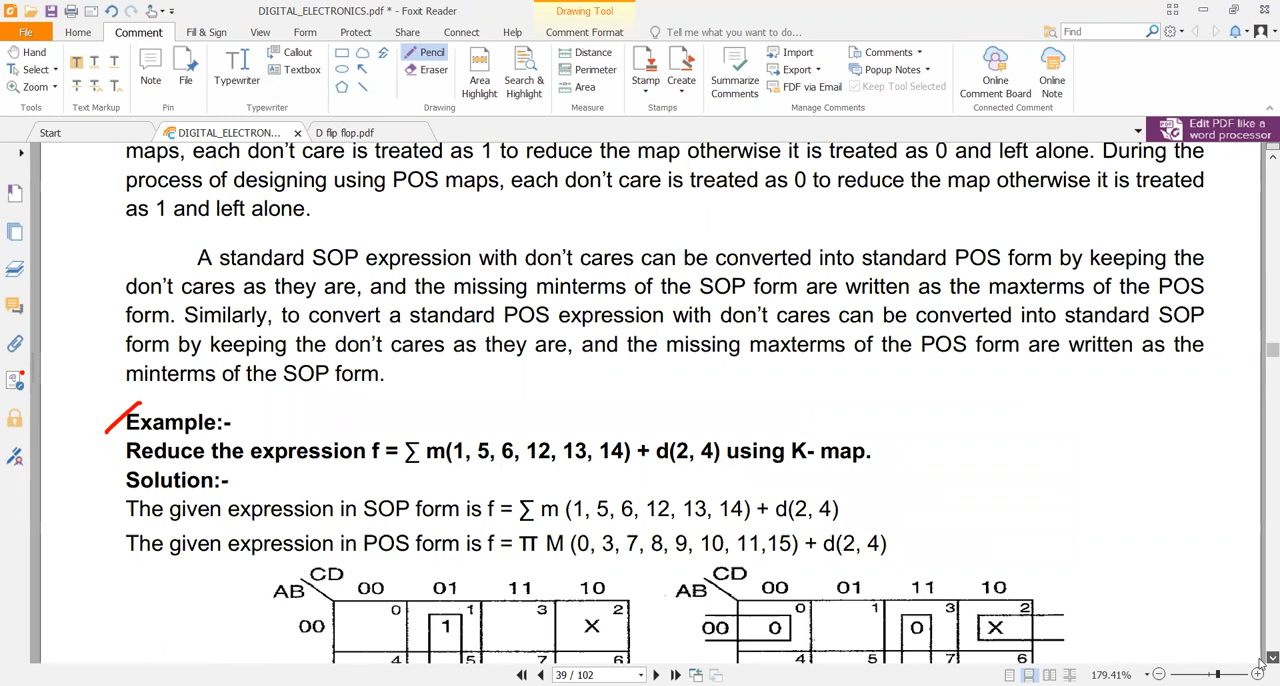 DIGITAL_ELECTRONICS.pdf * - Foxit Reader
Drawing Tool
File Home Comment Fill & Sign View Form Protect Share Connect Help Extras Comment Format Tell me what you want to do... Find
Hand
Select
Zoom
Tools
Text Markup
Note
File
Pin
Typewriter
Callout
Textbox
Typewriter
Pencil
Eraser
Drawing
Area Highlight
Search & Highlight
Distance
Perimeter
Area
Measure
Stamp
Create
Stamps
Summarize Comments
Import
Export
FDF via Email
Comments
Popup Notes
Keep Tool Selected
Manage Comments
Online Comment Board
Online Note
Connected Comment
Start
DIGITAL_ELECTRON...
D flip flop.pdf
Edit PDF like a
word processor
maps, each don't care is treated as 1 to reduce the map otherwise it is treated as 0 and left alone. During the
process of designing using POS maps, each don't care is treated as 0 to reduce the map otherwise it is treated
as 1 and left alone.
A standard SOP expression with don't cares can be converted into standard POS form by keeping the
don't cares as they are, and the missing minterms of the SOP form are written as the maxterms of the POS
form. Similarly, to convert a standard POS expression with don't cares can be converted into standard SOP
form by keeping the don't cares as they are, and the missing maxterms of the POS form are written as the
minterms of the SOP form.
Example:-
Reduce the expression f = ∑ m(1, 5, 6, 12, 13, 14) + d(2, 4) using K- map.
Solution:-
The given expression in SOP form is f = ∑ m (1, 5, 6, 12, 13, 14) + d(2, 4)
The given expression in POS form is f = π M (0, 3, 7, 8, 9, 10, 11,15) + d(2, 4)
CD
AB 00 01 11 10
0 1 3 2
00 1 X
4 5 7 6
CD
AB 00 01 11 10
0 1 3 2
00 0 0 X
4 5 7 6
39 / 102
179.41%